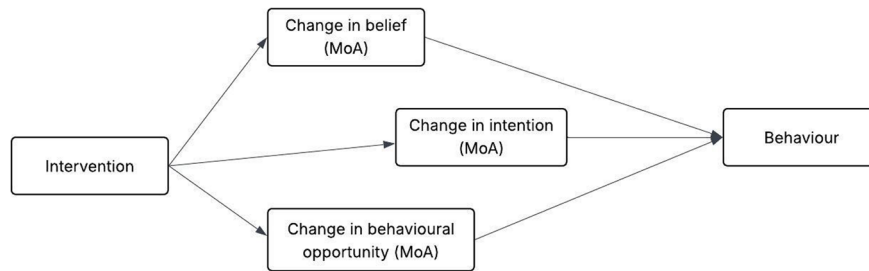 Change in belief
(MoA)
Change in intention
(MoA)
Behaviour
Intervention
Change in behavioural
opportunity (MoA)